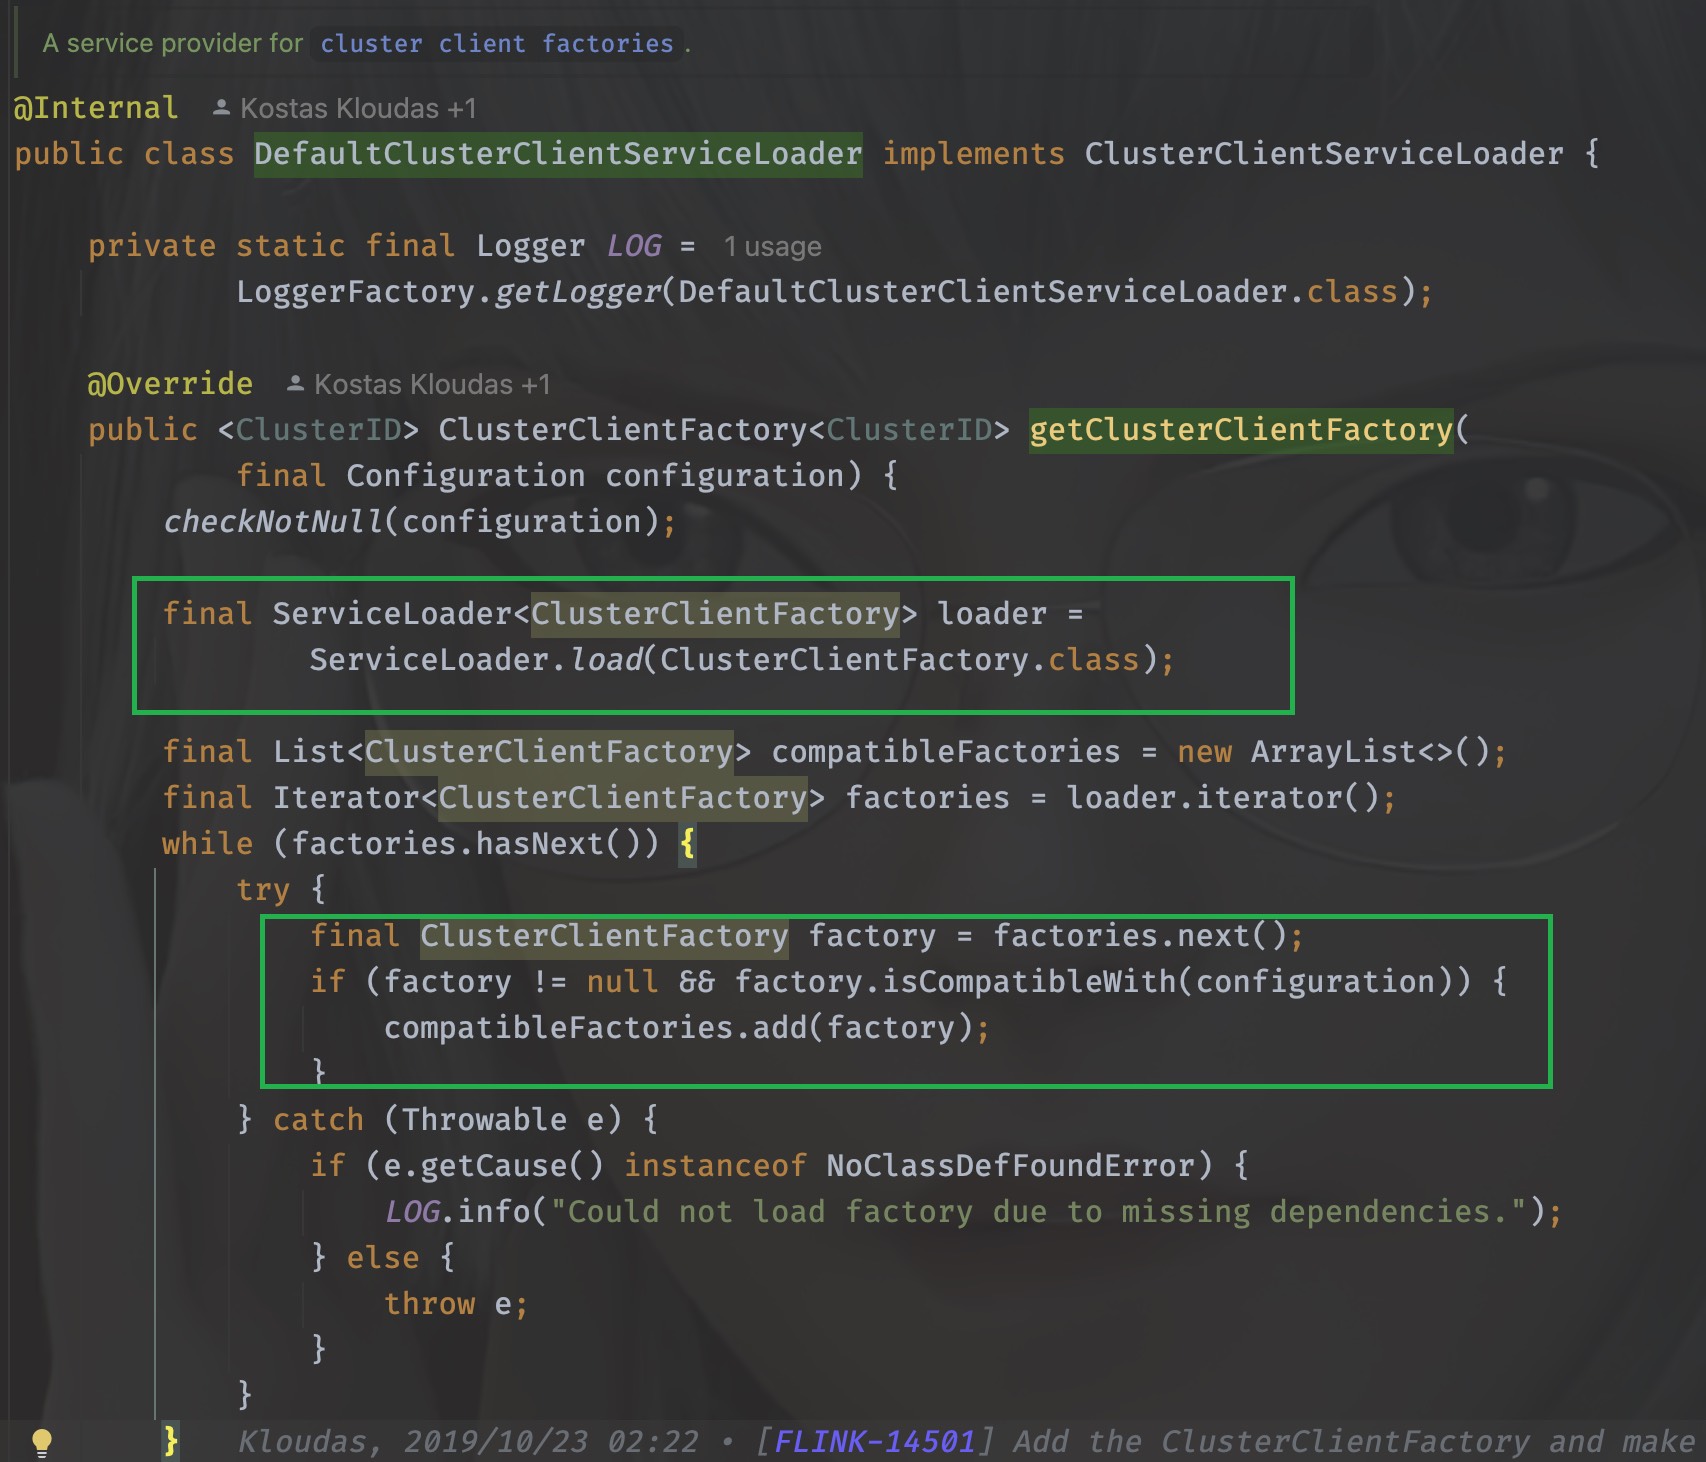 A service provider for cluster client factories .
@Internal Kostas Kloudas +1
public class DefaultClusterClientServiceLoader implements ClusterClientServiceLoader {
private static final Logger LOG = 1 usage
LoggerFactory.getLogger(DefaultClusterClientServiceLoader.class);
@Override Kostas Kloudas +1
public <ClusterID> ClusterClientFactory<ClusterID> getClusterClientFactory(
final Configuration configuration) {
checkNotNull(configuration);
final ServiceLoader<ClusterClientFactory> loader =
ServiceLoader.load(ClusterClientFactory.class);
final List<ClusterClientFactory> compatibleFactories = new ArrayList<>();
final Iterator<ClusterClientFactory> factories = loader.iterator();
while (factories.hasNext()) {
try {
final ClusterClientFactory factory = factories.next();
if (factory != null && factory.isCompatibleWith(configuration)) {
compatibleFactories.add(factory);
}
} catch (Throwable e) {
if (e.getCause() instanceof NoClassDefFoundError) {
LOG.info("Could not load factory due to missing dependencies.");
} else {
throw e;
}
}
} Kloudas, 2019/10/23 02:22 • [FLINK-14501] Add the ClusterClientFactory and make